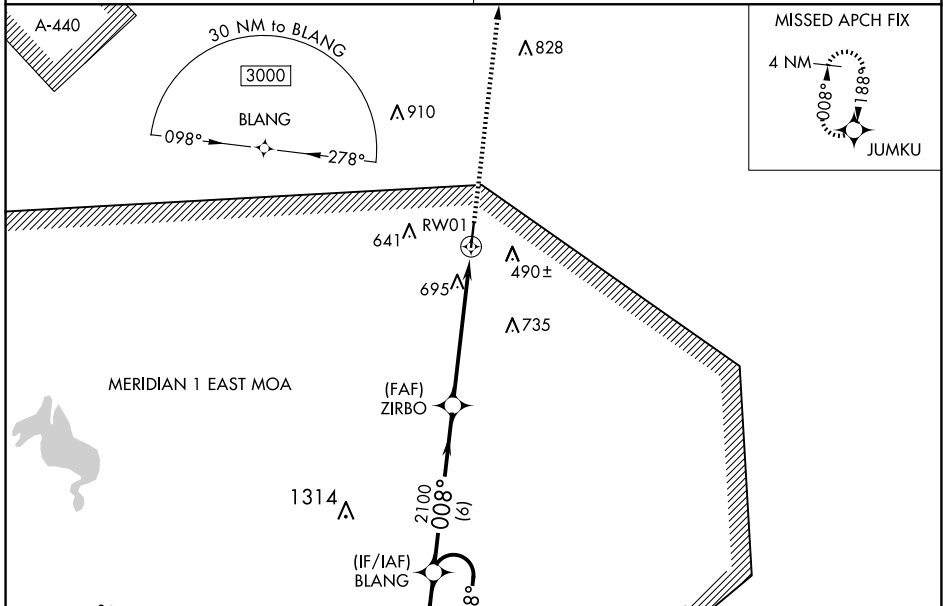 A-440
30 NM to BLANG
3000
BLANG
098°
278°
828
910
MISSED APCH FIX
4 NM
008°
188°
JUMKU
641
RW01
490±
695
735
MERIDIAN 1 EAST MOA
(FAF)
ZIRBO
1314
2100
008°
(6)
(IF/IAF)
BLANG